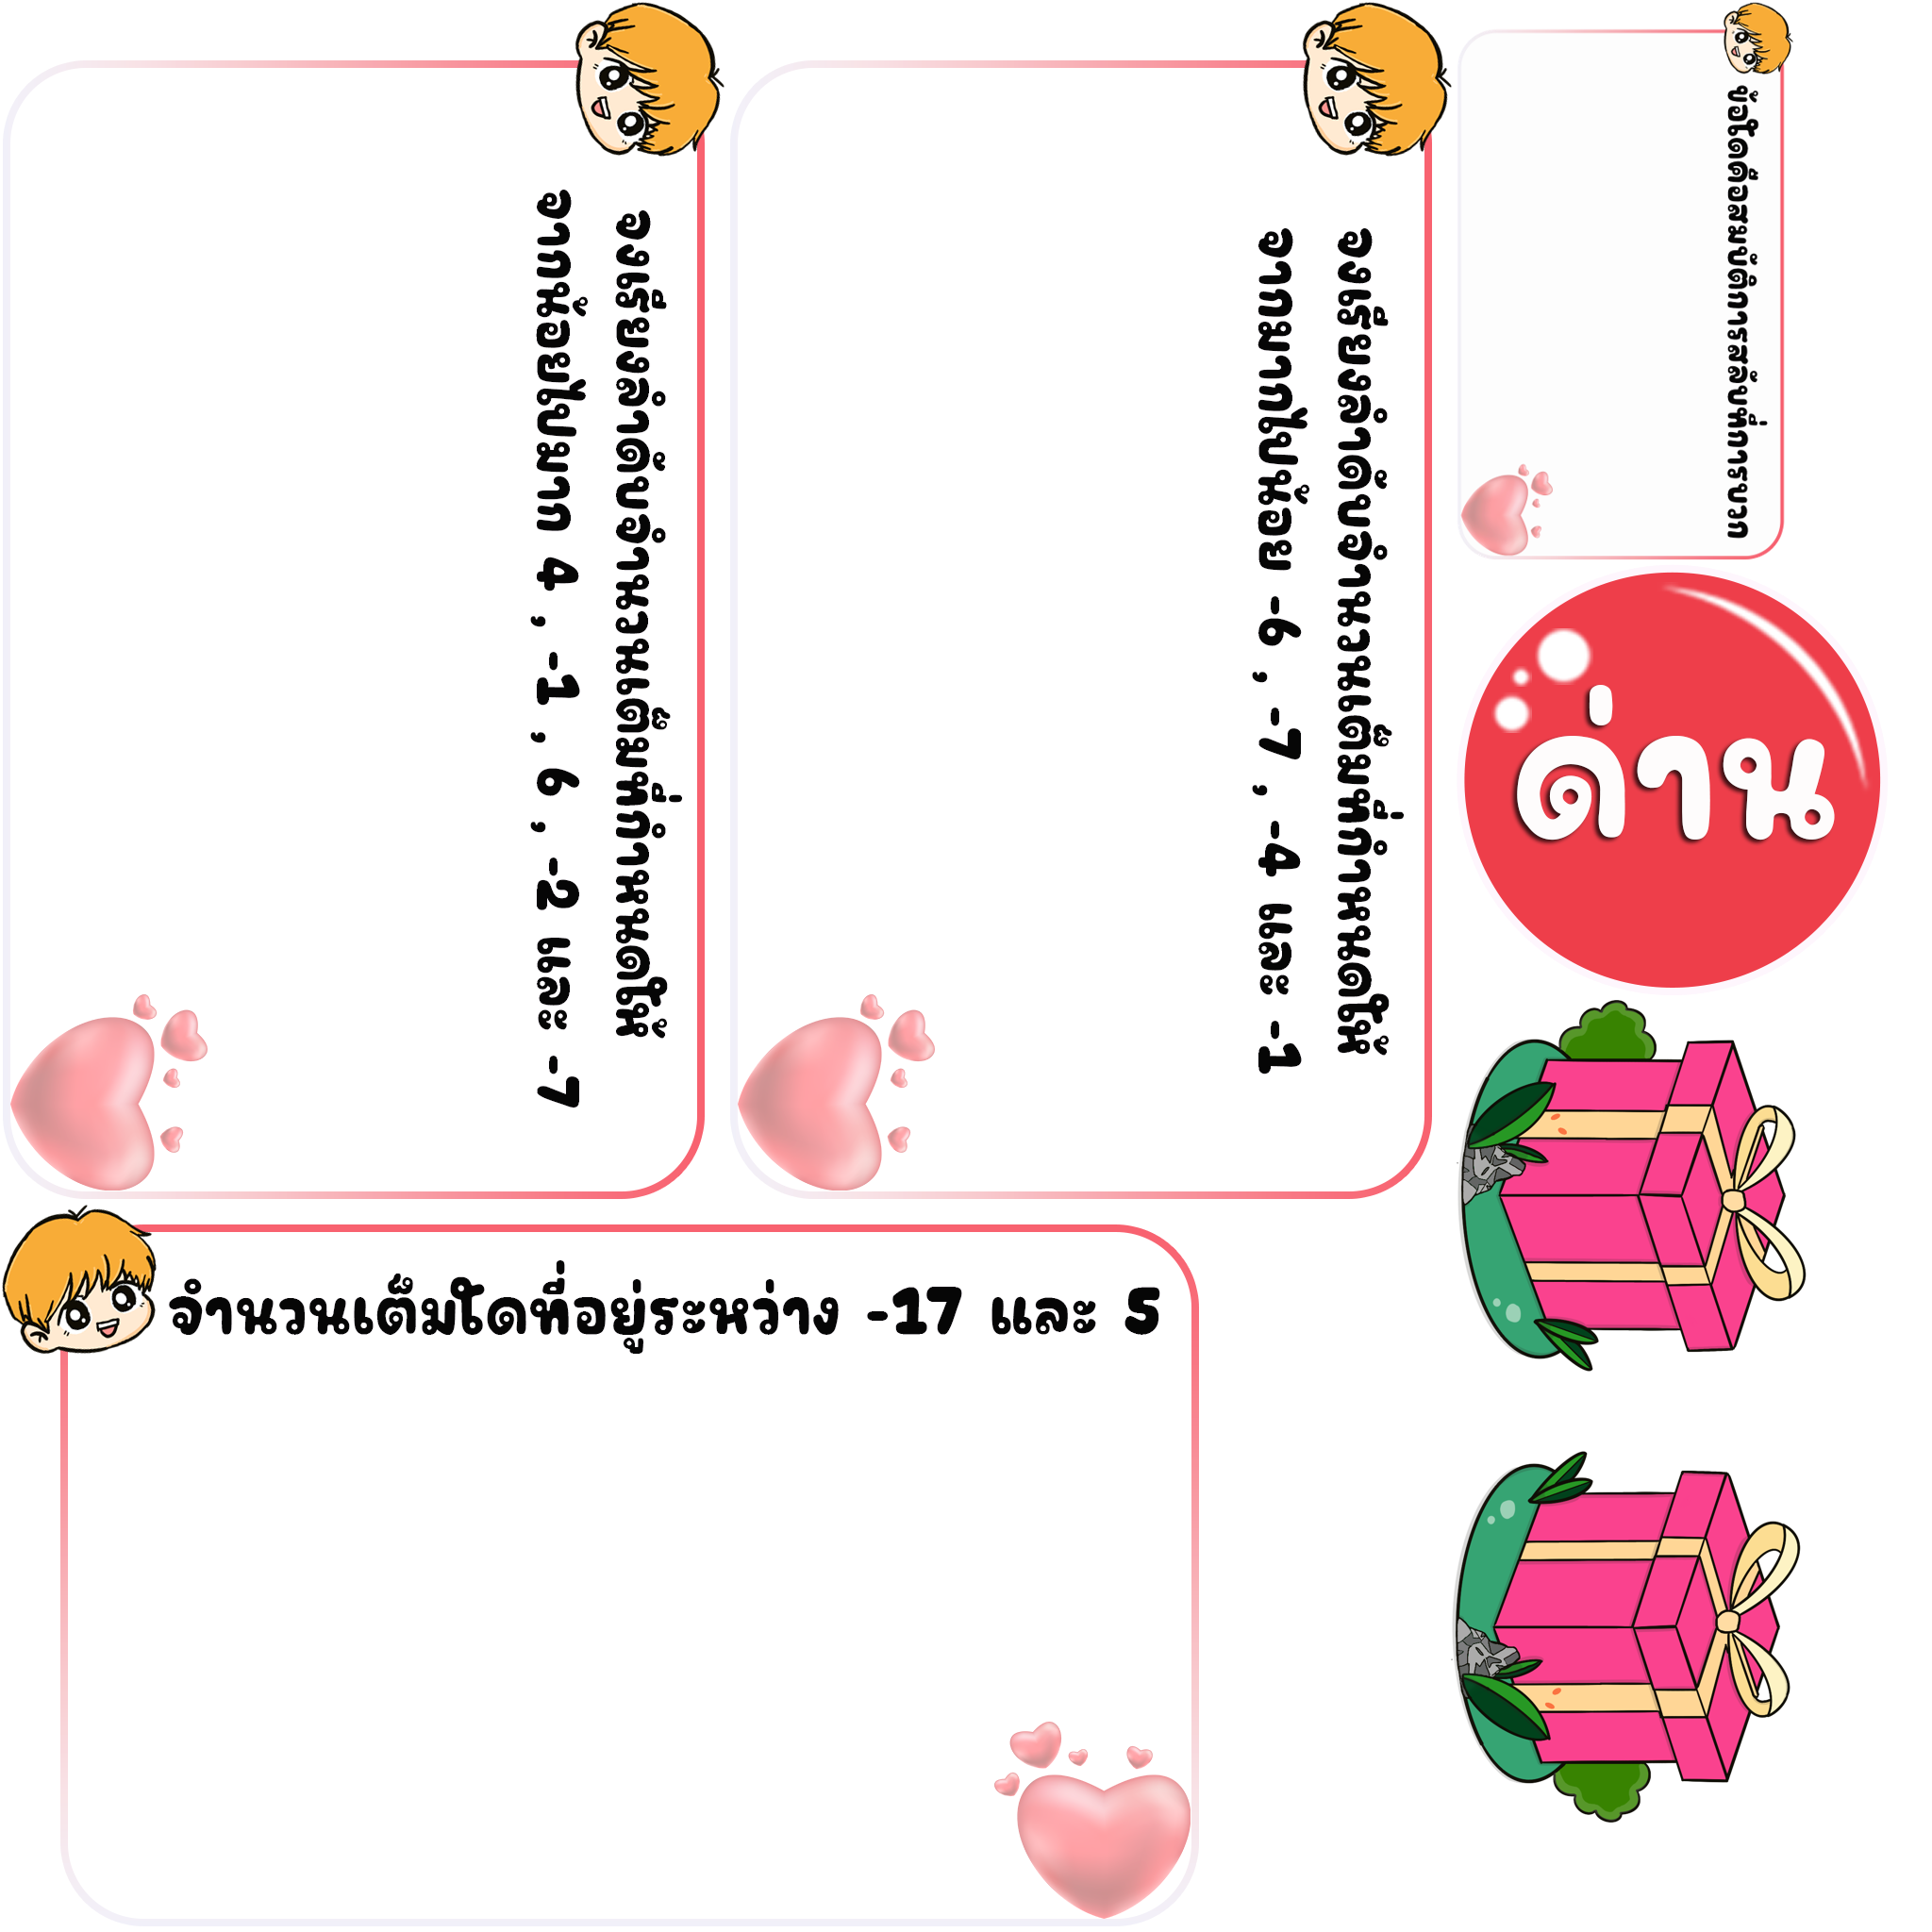 จงเรียงลำดับจำนวนเต็มที่กำหนดให้
จากน้อยไปมาก 4 , -1 , 6 , -2 และ -7
จงเรียงลำดับจำนวนเต็มที่กำหนดให้
จากมากไปน้อย -6 , -7 , -4 และ -1
ข้อใดคือสมบัติการสลับที่การบวก
ด่าน
จำนวนเต็มใดที่อยู่ระหว่าง -17 และ 5